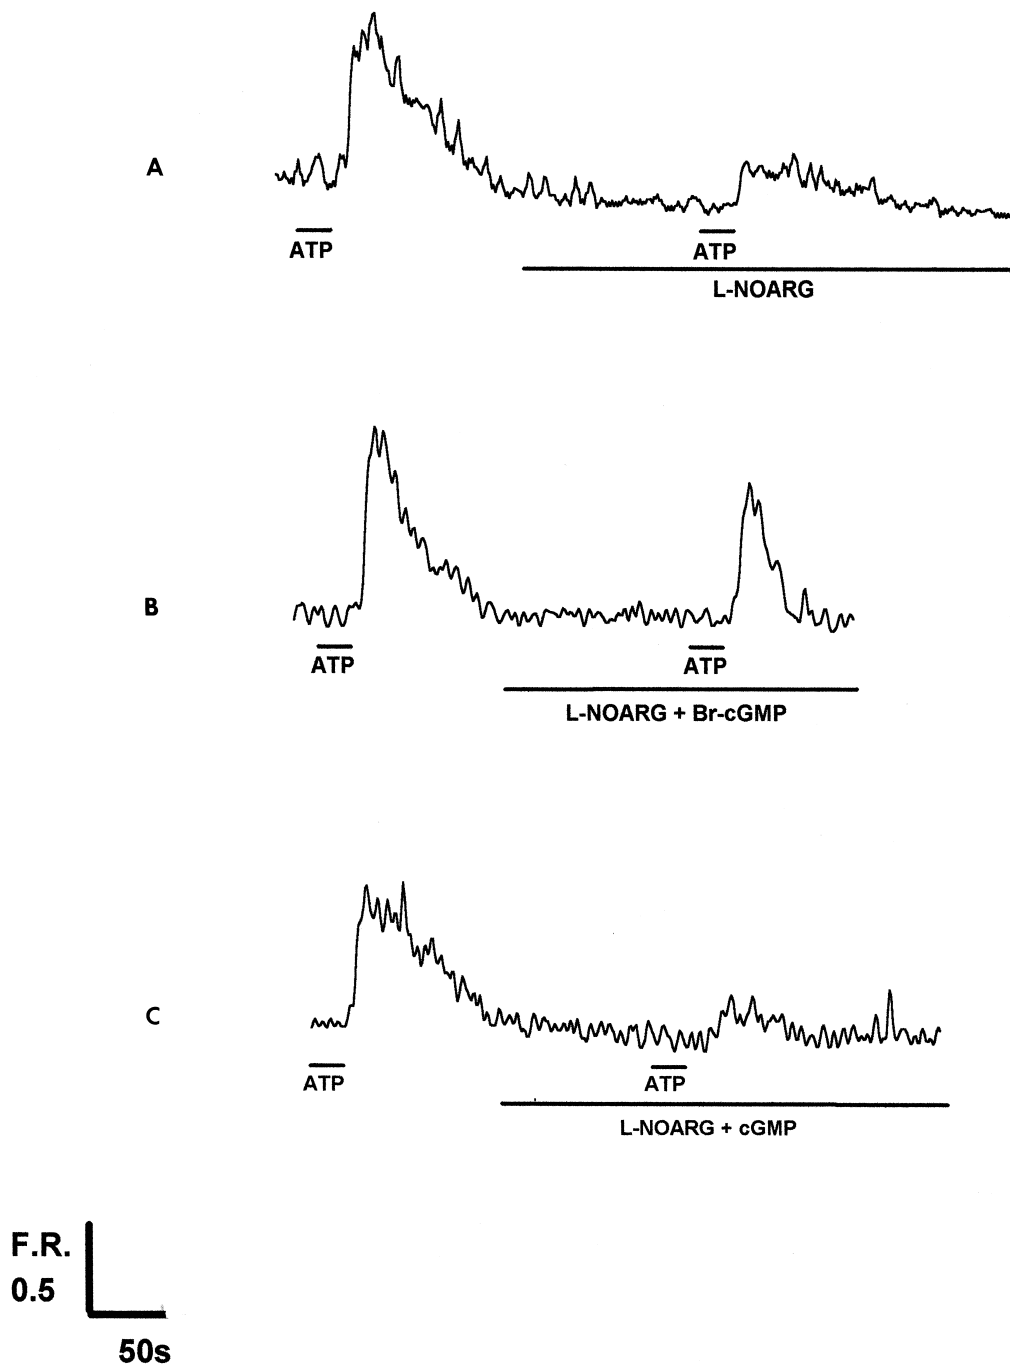 A
ATP
ATP
L-NOARG
B
ATP
ATP
L-NOARG + Br-cGMP
C
ATP
ATP
L-NOARG + cGMP
F.R.
0.5
50s